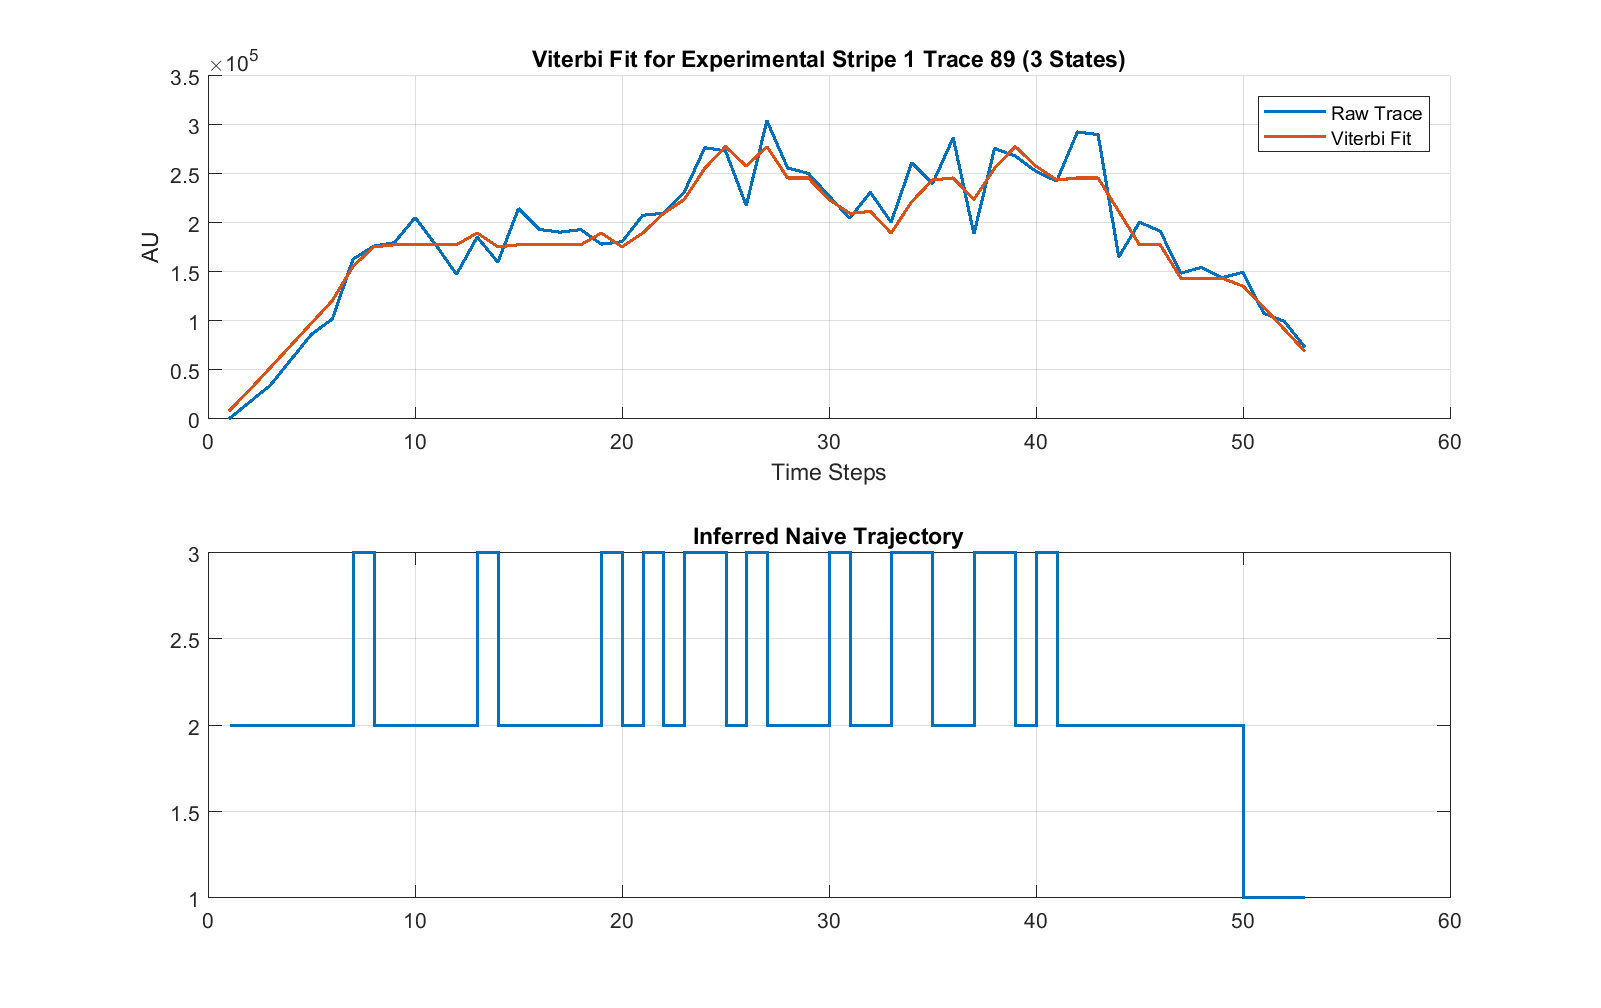 Viterbi Fit for Experimental Stripe 1 Trace 89 (3 States)
×10^5
3.5
3
2.5
2
1.5
1
0.5
0
AU
Raw Trace
Viterbi Fit
0 10 20 30 40 50 60
Time Steps
Inferred Naive Trajectory
3
2.5
2
1.5
1
0 10 20 30 40 50 60